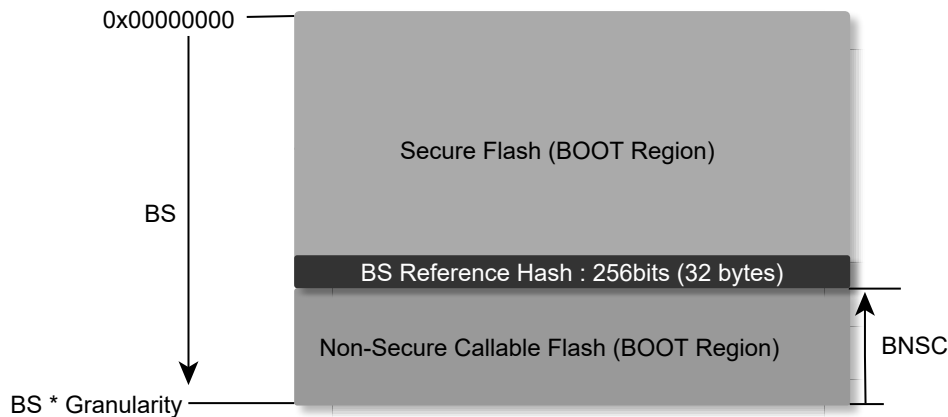 0x00000000
Secure Flash (BOOT Region)
BS
BS Reference Hash : 256bits (32 bytes)
Non-Secure Callable Flash (BOOT Region)
BNSC
BS * Granularity